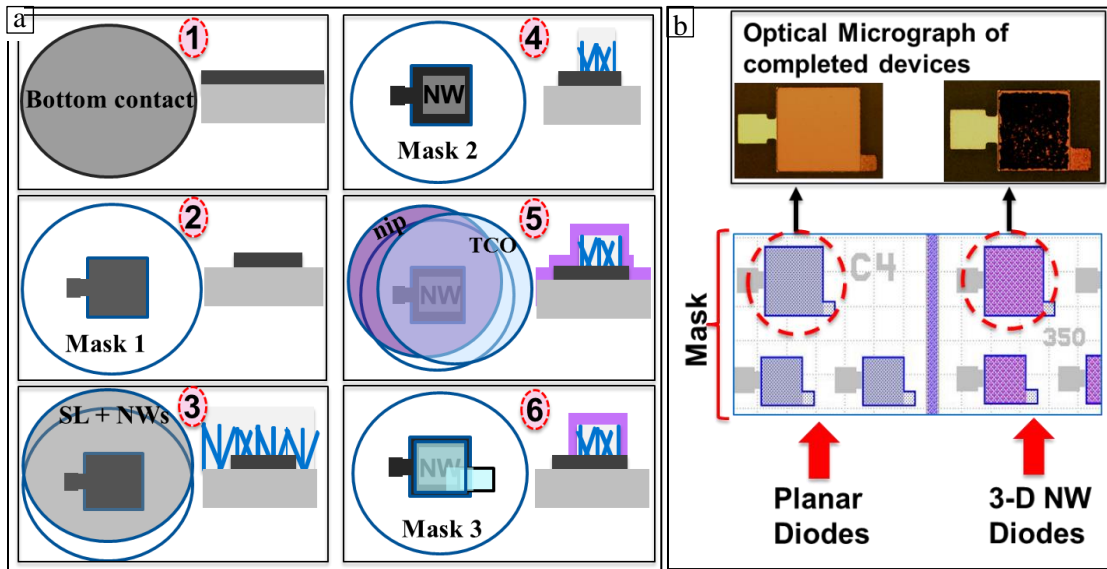 a
1
Bottom contact
2
Mask 1
3
SL + NWs
4
NW
Mask 2
5
nip
TCO
NW
6
NW
Mask 3
b
Optical Micrograph of
completed devices
Mask
C4
350
Planar
Diodes
3-D NW
Diodes